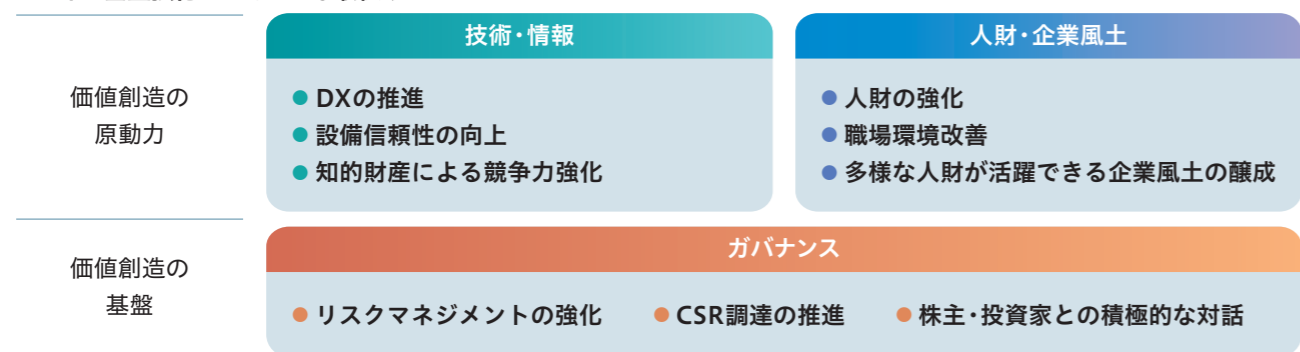 価値創造の
原動力
技術・情報
● DXの推進
● 設備信頼性の向上
● 知的財産による競争力強化
人財・企業風土
● 人財の強化
● 職場環境改善
● 多様な人財が活躍できる企業風土の醸成
価値創造の
基盤
ガバナンス
● リスクマネジメントの強化 ● CSR調達の推進 ● 株主・投資家との積極的な対話